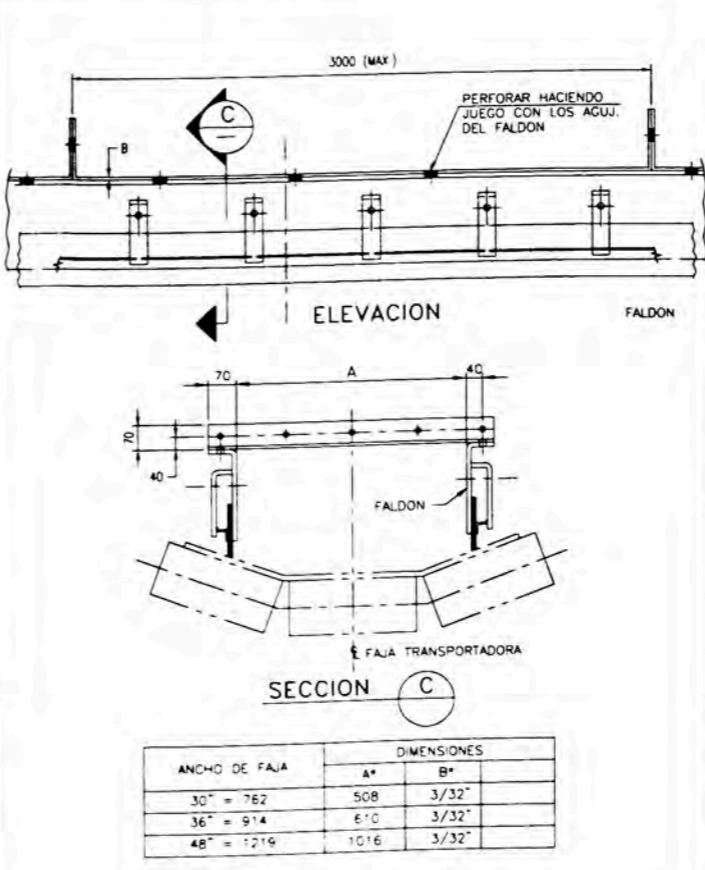 3000 (MAX)
C
PERFORAR HACIENDO
JUEGO CON LOS AGUJ.
DEL FALDON
B
ELEVACION
FALDON
70
A
40
70
40
FALDON
℄ FAJA TRANSPORTADORA
SECCION C
ANCHO DE FAJA
DIMENSIONES
A* B*
30" = 762 508 3/32"
36" = 914 610 3/32"
48" = 1219 1016 3/32"